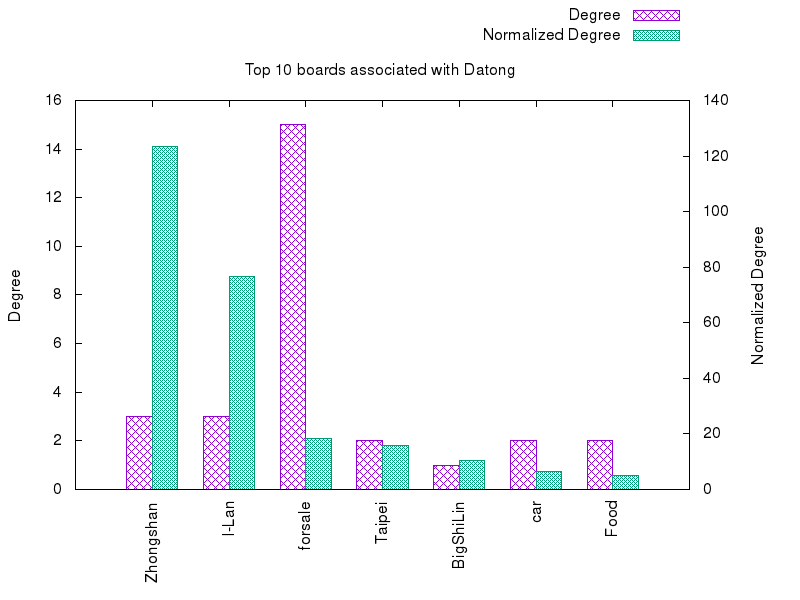 Degree
Normalized Degree
Top 10 boards associated with Datong
16
14
12
10
8
6
4
2
0
140
120
100
80
60
40
20
0
Degree
Normalized Degree
Zhongshan
I-Lan
forsale
Taipei
BigShiLin
car
Food